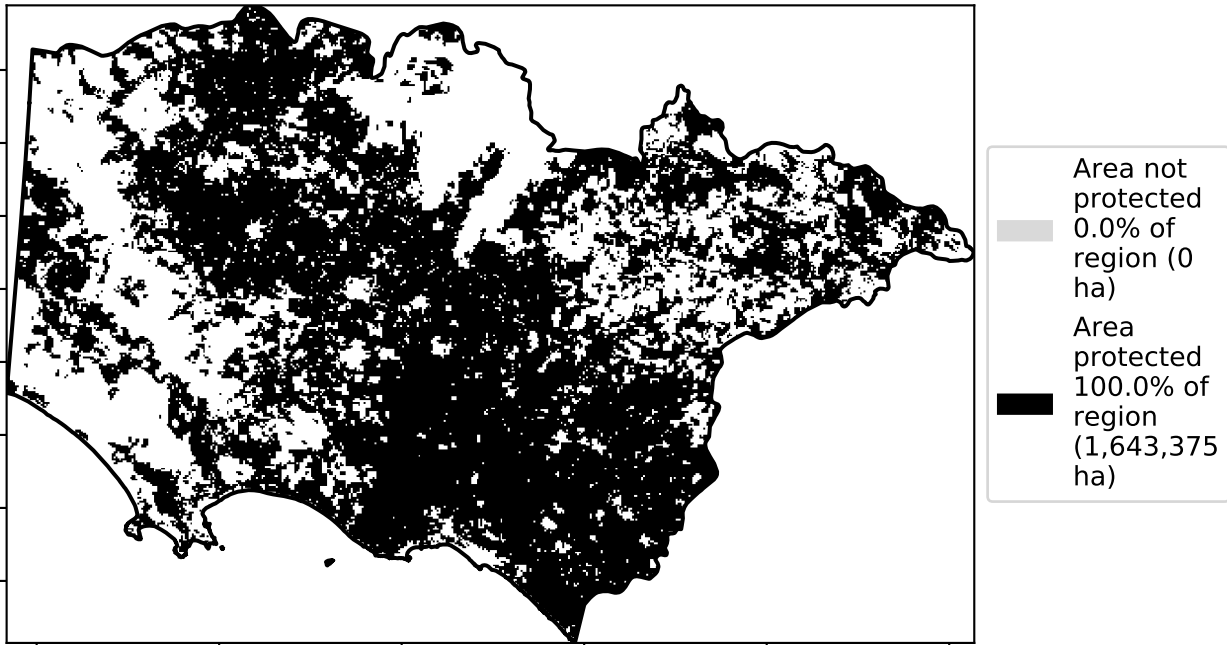 Area not
protected
0.0% of
region (0
ha)
Area
protected
100.0% of
region
(1,643,375
ha)